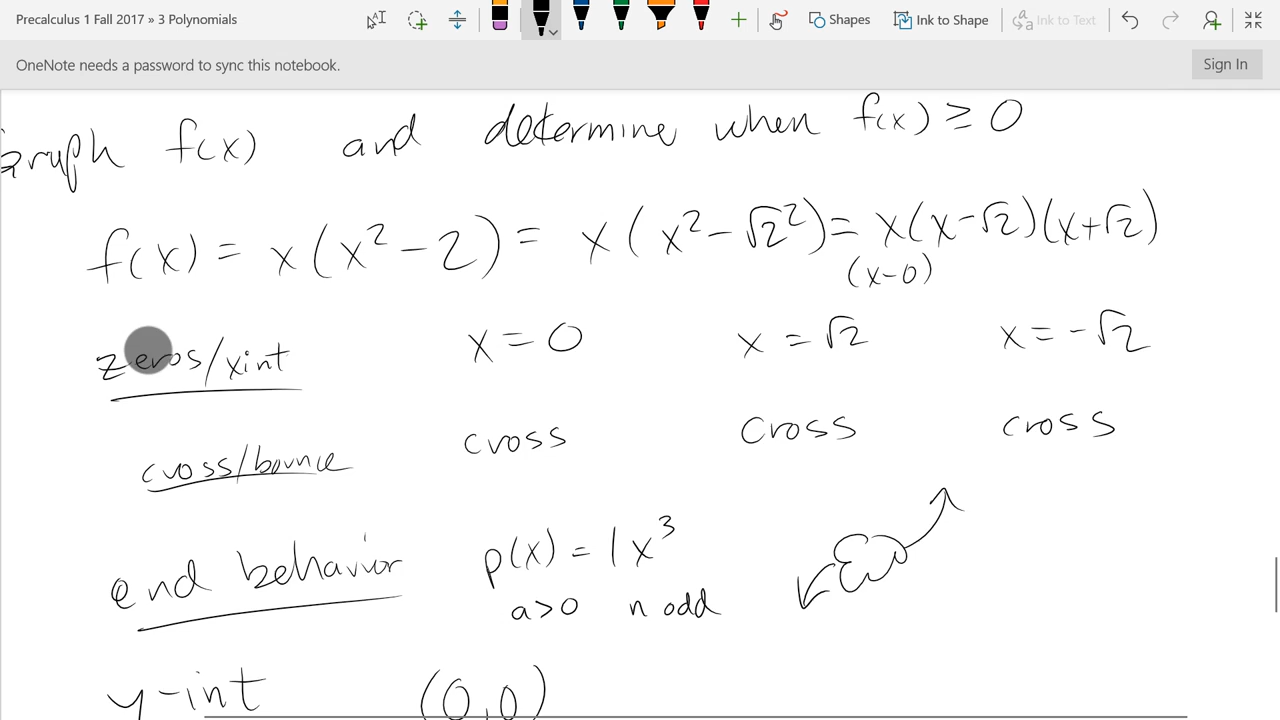 Precalculus 1 Fall 2017 » 3 Polynomials
Shapes
Ink to Shape
Ink to Text
OneNote needs a password to sync this notebook.
Sign In
Graph f(x) and determine when f(x) ≥ 0
f(x) = x(x² - 2) = x(x² - √2²) = x(x-√2)(x+√2)
(x-0)
zeros/xint x = 0 x = √2 x = -√2
cross/bounce cross cross cross
end behavior p(x) = 1x³
a>0 n odd
y-int (0,0)